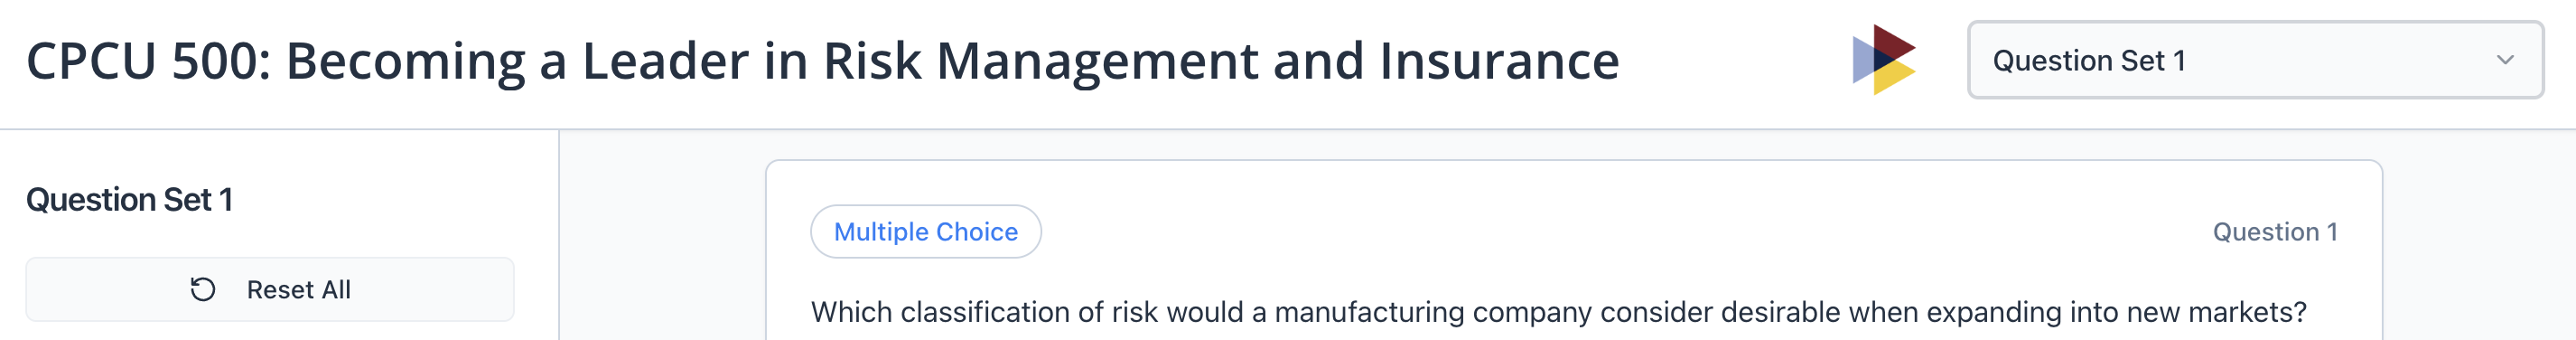 CPCU 500: Becoming a Leader in Risk Management and Insurance
Question Set 1
Question Set 1
Reset All
Multiple Choice
Question 1
Which classification of risk would a manufacturing company consider desirable when expanding into new markets?